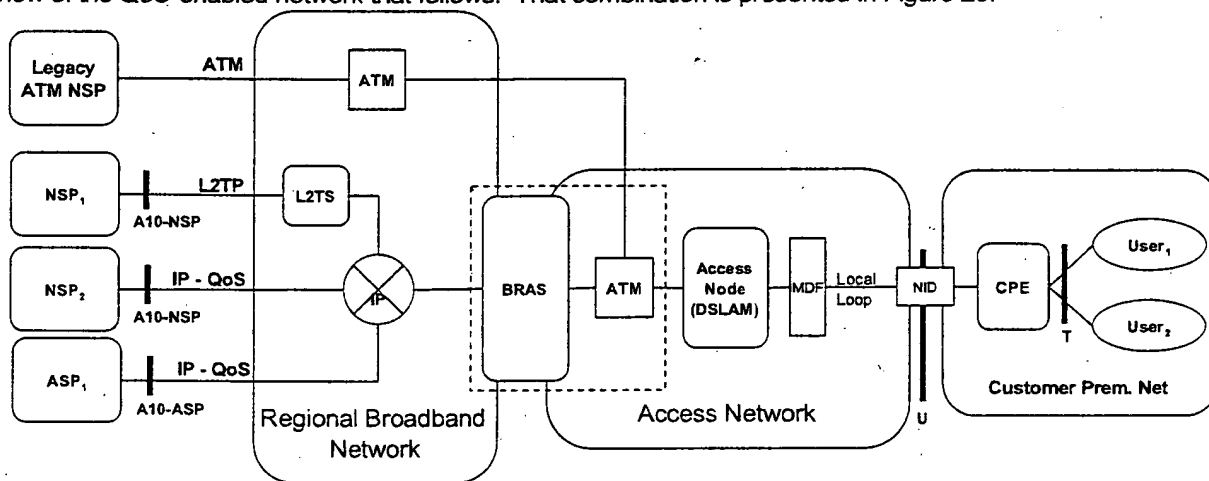 view of the QoS-enabled network that follows. That combination is presented in Figure
Legacy
ATM NSP
ATM
ATM
NSP1
L2TP
L2TS
A10-NSP
NSP2
IP - QoS
A10-NSP
IP
ASP1
IP - QoS
A10-ASP
Regional Broadband
Network
BRAS
ATM
Access
Node
(DSLAM)
MDF
Local
Loop
Access Network
NID
U
CPE
T
User1
User2
Customer Prem. Net